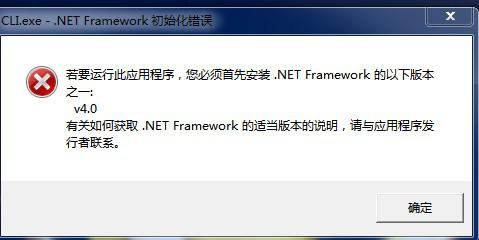 CLI.exe - .NET Framework 初始化错误
若要运行此应用程序，您必须首先安装 .NET Framework 的以下版本
之一:
v4.0
有关如何获取 .NET Framework 的适当版本的说明，请与应用程序发
行者联系。
确定